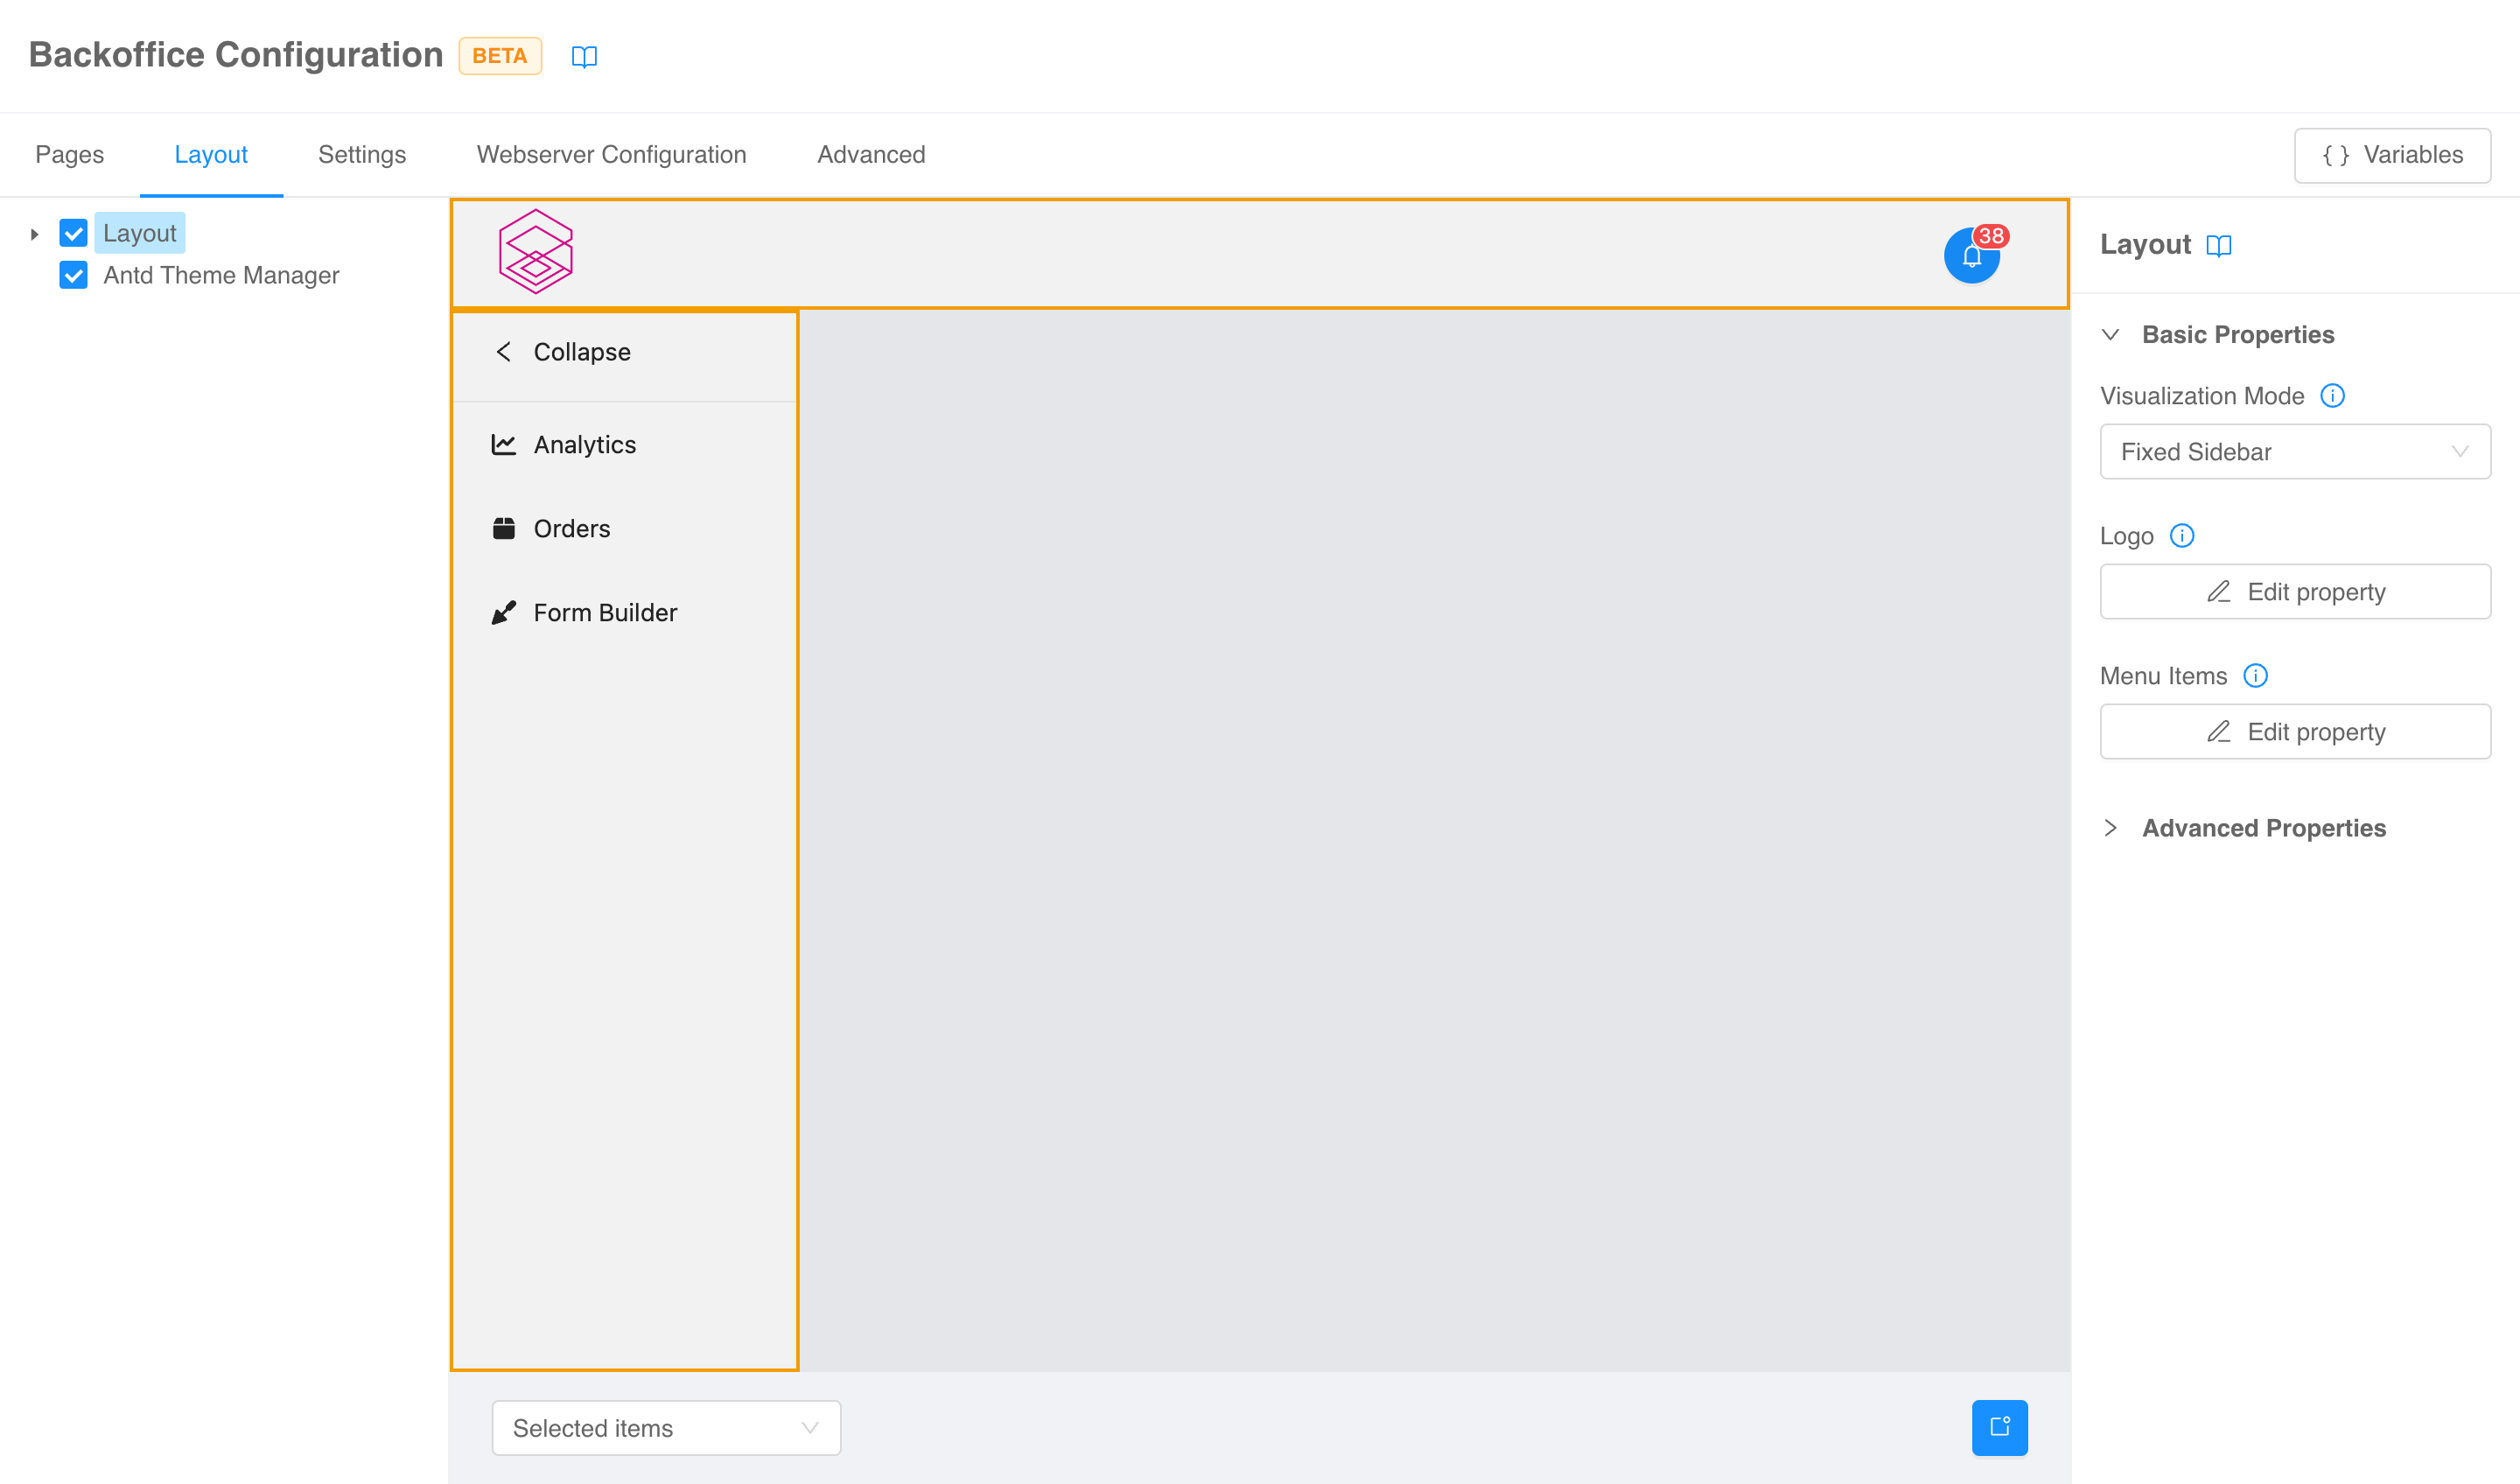 Backoffice Configuration BETA
Pages Layout Settings Webserver Configuration Advanced { } Variables
Layout
Antd Theme Manager
38
Collapse
Analytics
Orders
Form Builder
Selected items
Layout
Basic Properties
Visualization Mode
Fixed Sidebar
Logo
Edit property
Menu Items
Edit property
Advanced Properties